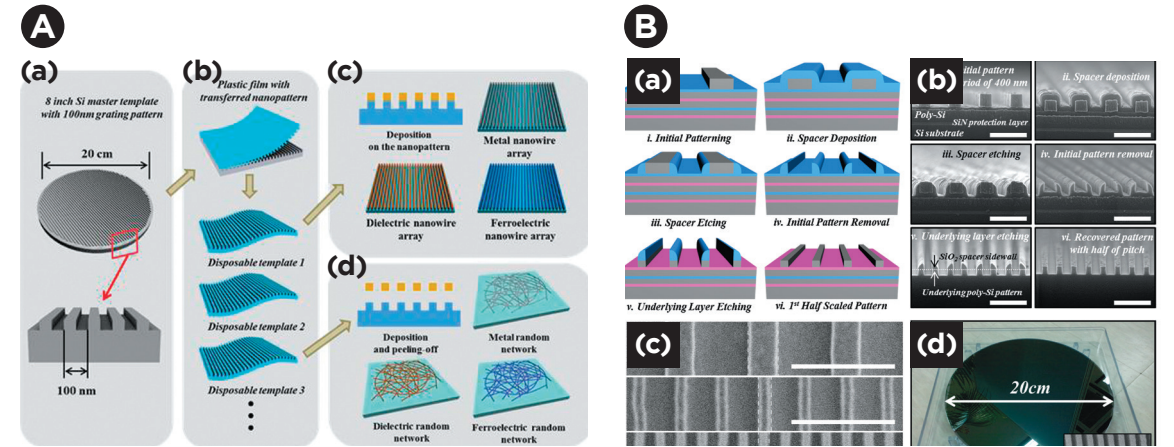 A
(a)
8 inch Si master template
with 100nm grating pattern
20 cm
100 nm
(b)
Plastic film with
transferred nanopattern
Disposable template 1
Disposable template 2
Disposable template 3
(c)
Deposition
on the nanopattern
Metal nanowire
array
Dielectric nanowire
array
Ferroelectric
nanowire array
(d)
Deposition
and peeling-off
Metal random
network
Dielectric random
network
Ferroelectric random
network
B
(a)
i. Initial Patterning
ii. Spacer Deposition
iii. Spacer Etcing
iv. Initial Pattern Removal
v. Underlying Layer Etching
vi. 1st Half Scaled Pattern
(b)
itial pattern
riod of 400 nm
Poly-Si
SiN protection layer
Si substrate
ii. Spacer deposition
iii. Spacer etching
iv. Initial pattern removal
v. Underlying layer etching
SiO2 spacer sidewall
Underlying poly-Si pattern
vi. Recovered pattern
with half of pitch
(c)
(d)
20cm